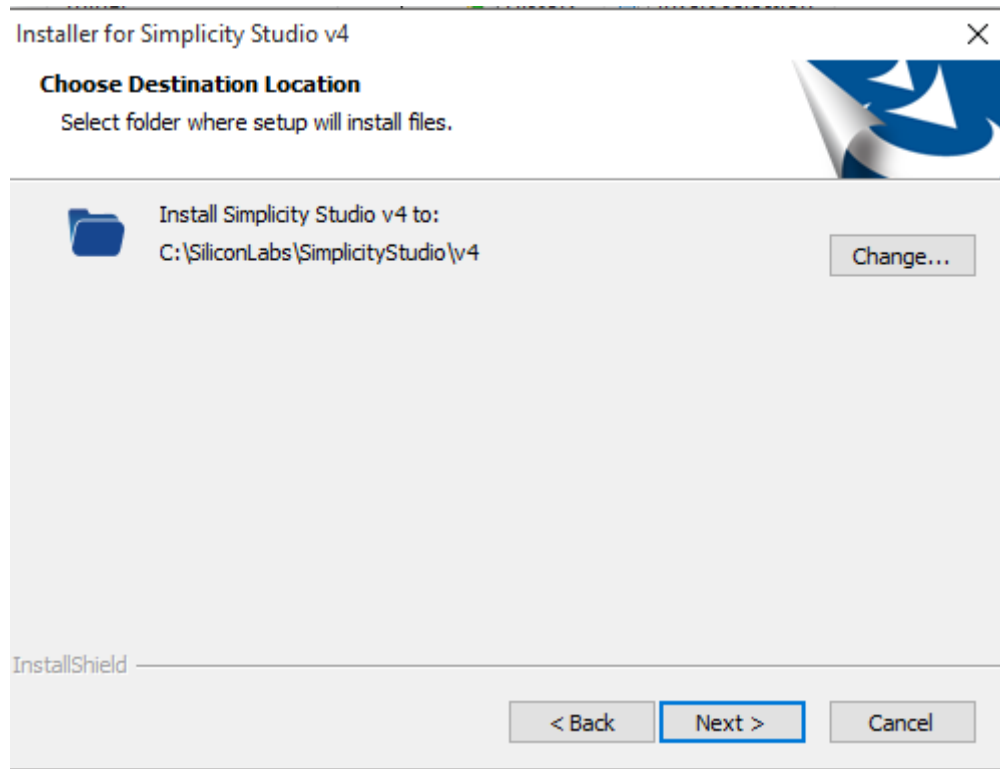 Installer for Simplicity Studio v4
Choose Destination Location
Select folder where setup will install files.
Install Simplicity Studio v4 to:
C:\SiliconLabs\SimplicityStudio\v4
Change...
InstallShield
< Back
Next >
Cancel